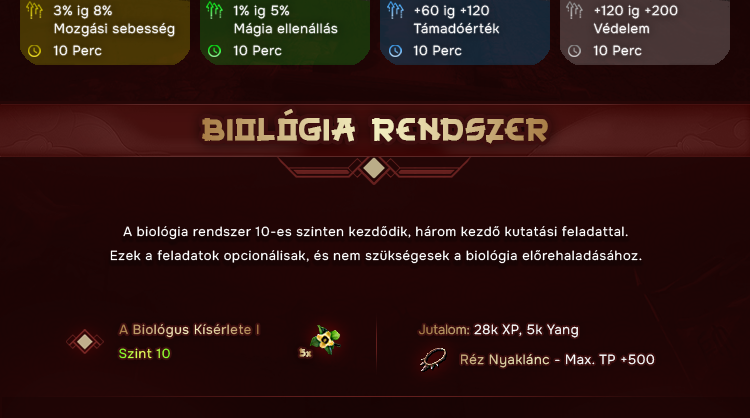 3% ig 8%
Mozgási sebesség
10 Perc
1% ig 5%
Mágia ellenállás
10 Perc
+60 ig +120
Támadóérték
10 Perc
+120 ig +200
Védelem
10 Perc
BIOLÓGIA RENDSZER
A biológia rendszer 10-es szinten kezdődik, három kezdő kutatási feladattal.
Ezek a feladatok opcionálisak, és nem szükségesek a biológia előrehaladásához.
A Biológus Kísérlete I
Szint 10
5x
Jutalom: 28k XP, 5k Yang
Réz Nyaklánc - Max. TP +500